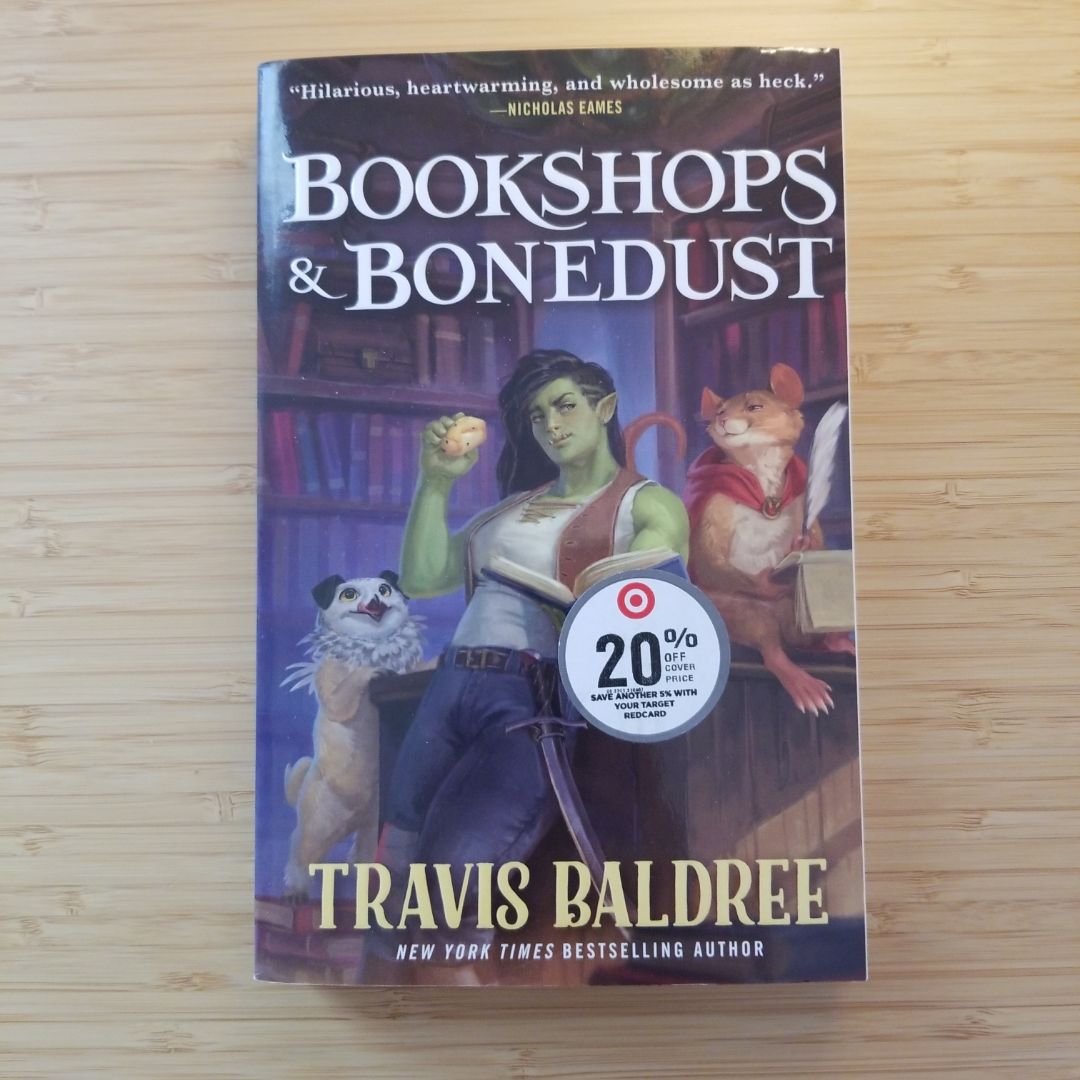 “Hilarious, heartwarming, and wholesome as heck.”
—NICHOLAS EAMES
BOOKSHOPS
& BONEDUST
20% OFF COVER PRICE
SAVE ANOTHER 5% WITH
YOUR TARGET
REDCARD
TRAVIS BALDREE
NEW YORK TIMES BESTSELLING AUTHOR